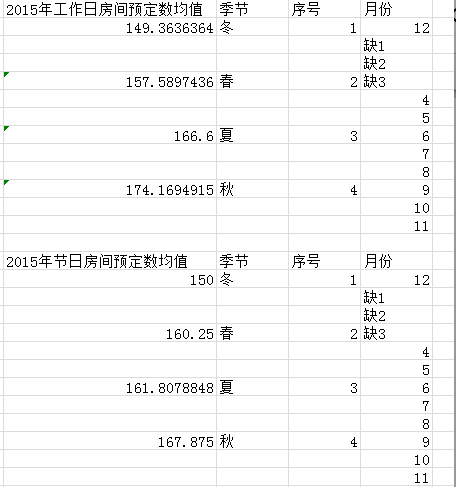 2015年工作日房间预定数均值 季节 序号 月份
149.3636364 冬 1 12
缺1
缺2
157.5897436 春 2 缺3
4
5
166.6 夏 3 6
7
8
174.1694915 秋 4 9
10
11
2015年节日房间预定数均值 季节 序号 月份
150 冬 1 12
缺1
缺2
160.25 春 2 缺3
4
5
161.8078848 夏 3 6
7
8
167.875 秋 4 9
10
11